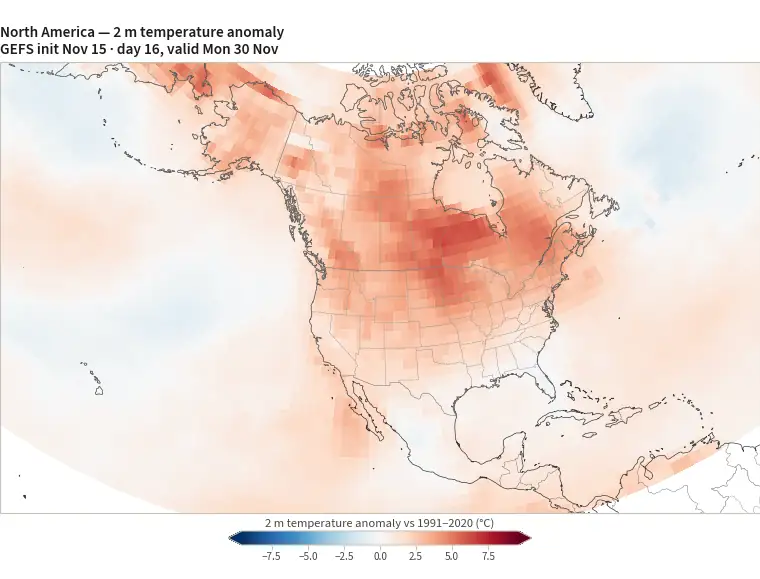 North America — 2 m temperature anomaly
GEFS init Nov 15 · day 16, valid Mon 30 Nov
2 m temperature anomaly vs 1991–2020 (°C)
−7.5 −5.0 −2.5 0.0 2.5 5.0 7.5